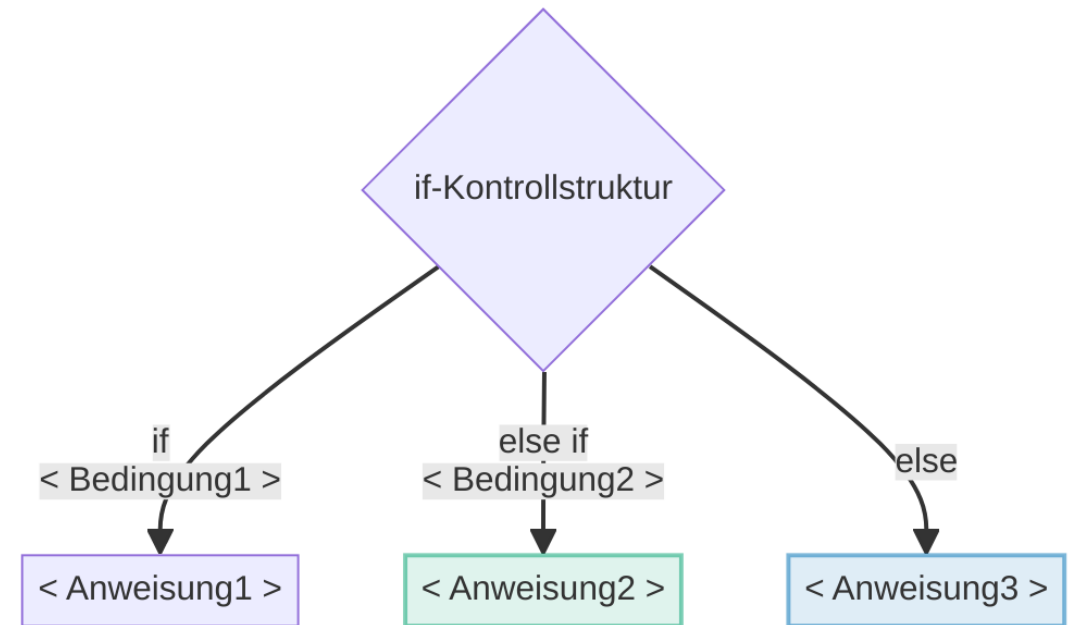 if-Kontrollstruktur
if
< Bedingung1 >
else if
< Bedingung2 >
else
< Anweisung1 >
< Anweisung2 >
< Anweisung3 >